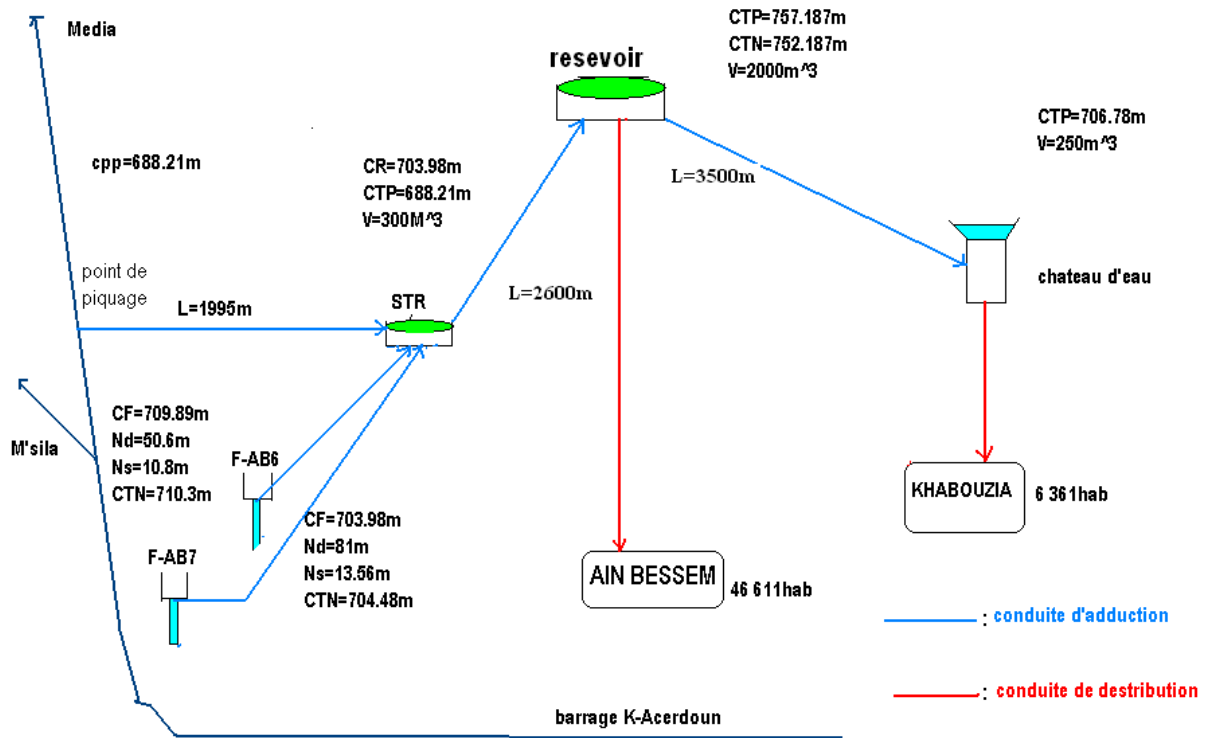 Media
CTP=757.187m
CTN=752.187m
V=2000m^3
resevoir
CTP=706.78m
V=250m^3
cpp=688.21m
CR=703.98m
CTP=688.21m
V=300M^3
L=3500m
point de
piquage
L=1995m
STR
L=2600m
chateau d'eau
M'sila
CF=709.89m
Nd=50.6m
Ns=10.8m
CTN=710.3m
F-AB6
KHABOUZIA
6 361hab
CF=703.98m
Nd=81m
Ns=13.56m
CTN=704.48m
F-AB7
AIN BESSEM
46 611hab
: conduite d'adduction
: conduite de destribution
barrage K-Acerdoun